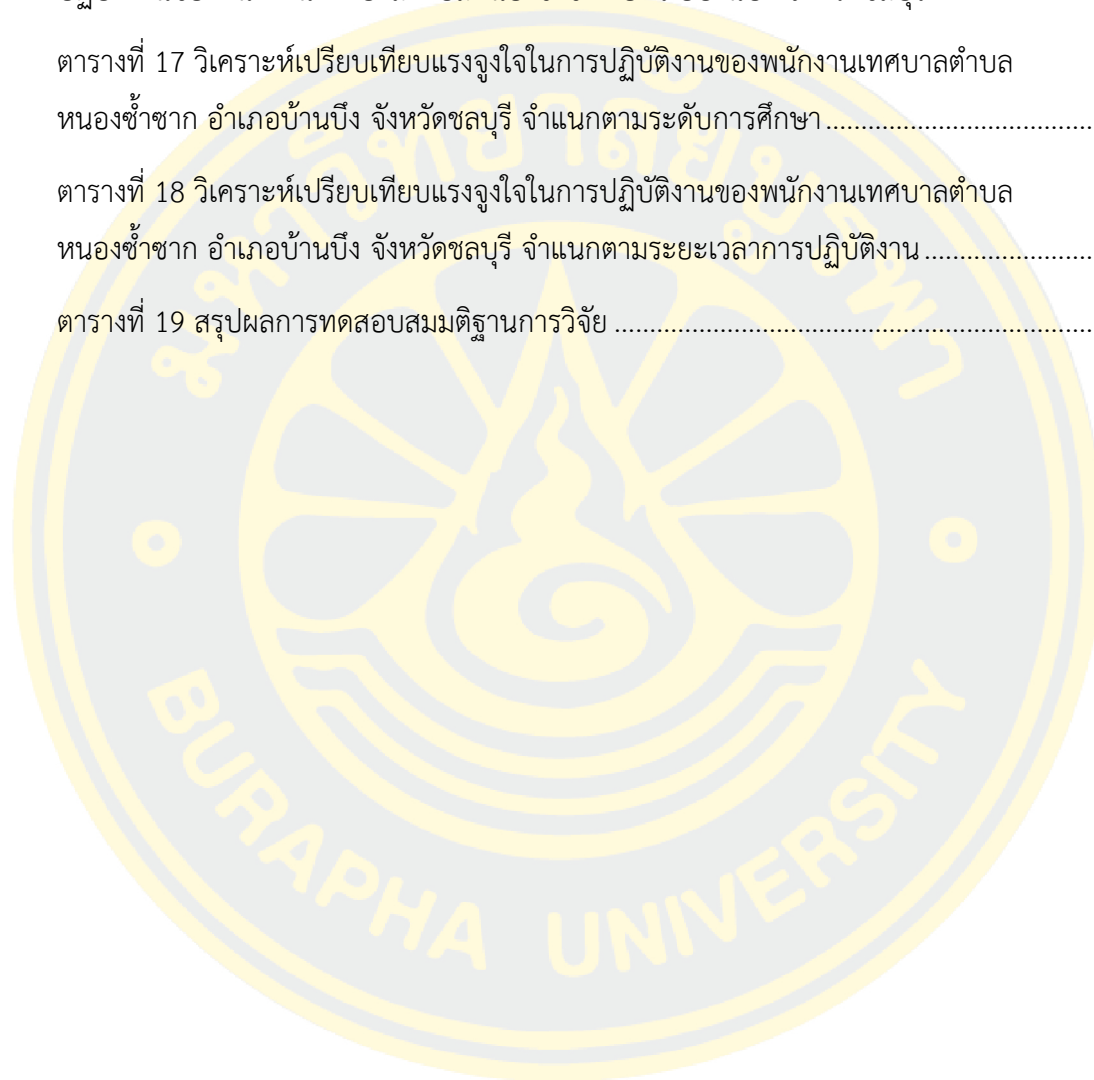 ตารางที่ 17 วิเคราะห์เปรียบเทียบแรงจูงใจในการปฏิบัติงานของพนักงานเทศบาลตำบล
หนองซ้ำซาก อำเภอบ้านบึง จังหวัดชลบุรี จำแนกตามระดับการศึกษา......................................
ตารางที่ 18 วิเคราะห์เปรียบเทียบแรงจูงใจในการปฏิบัติงานของพนักงานเทศบาลตำบล
หนองซ้ำซาก อำเภอบ้านบึง จังหวัดชลบุรี จำแนกตามระยะเวลาการปฏิบัติงาน........................
ตารางที่ 19 สรุปผลการทดสอบสมมติฐานการวิจัย....................................................................
มหาวิทยาลัยบูรพา
BURAPHA UNIVERSITY